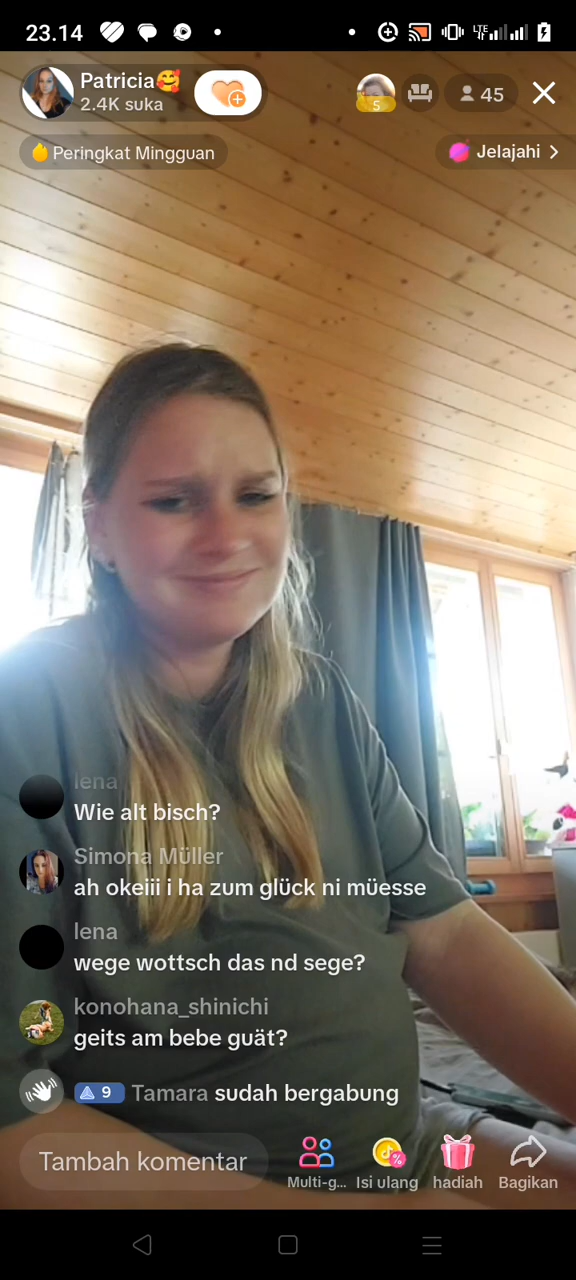 23.14
LTE
Patricia🥰
2.4K suka
S
45
Peringkat Mingguan
Jelajahi >
lena
Wie alt bisch?
Simona Müller
ah okeiii i ha zum glück ni müesse
lena
wege wottsch das nd sege?
konohana_shinichi
geits am bebe guät?
9 Tamara sudah bergabung
Tambah komentar
Multi-g...
Isi ulang
hadiah
Bagikan